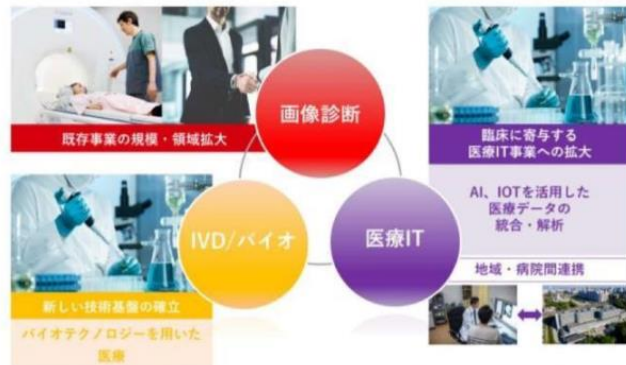 画像診断
既存事業の規模・領域拡大
臨床に寄与する
医療IT事業への拡大
AI、IOTを活用した
医療データの
統合・解析
地域・病院間連携
IVD/バイオ
医療IT
新しい技術基盤の確立
バイオテクノロジーを用いた
医療